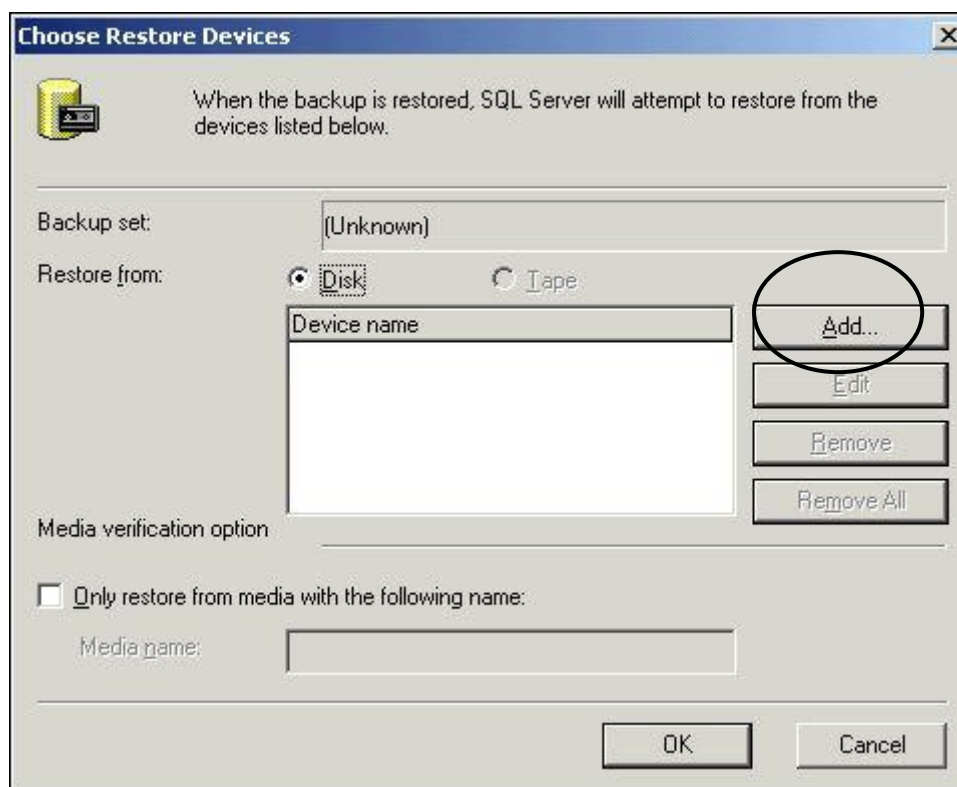 Choose Restore Devices
When the backup is restored, SQL Server will attempt to restore from the
devices listed below.
Backup set:
(Unknown)
Restore from:
Disk
Tape
Device name
Add...
Edit
Remove
Remove All
Media verification option
Only restore from media with the following name:
Media name:
OK
Cancel